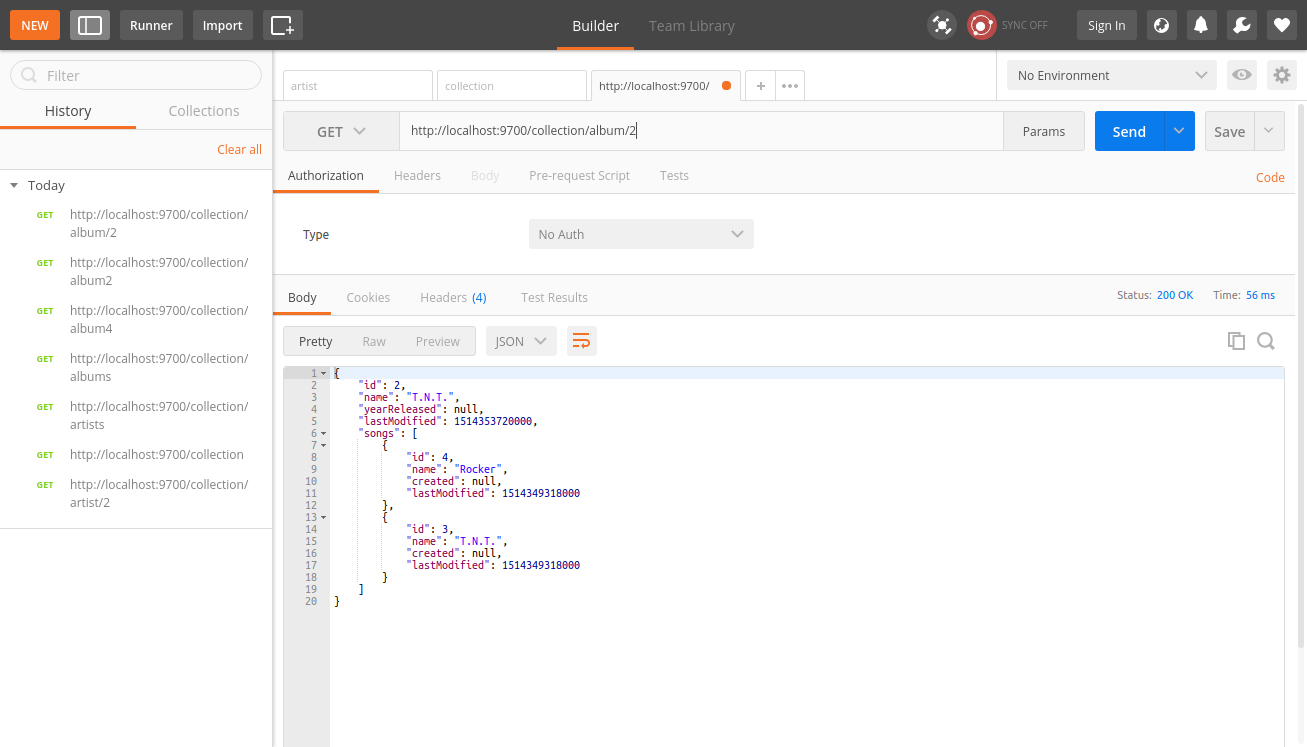 NEW Runner Import Builder Team Library SYNC OFF Sign In
Filter
History Collections
Clear all
Today
GET http://localhost:9700/collection/
album/2
GET http://localhost:9700/collection/
album2
GET http://localhost:9700/collection/
album4
GET http://localhost:9700/collection/
albums
GET http://localhost:9700/collection/
artists
GET http://localhost:9700/collection
GET http://localhost:9700/collection/
artist/2
artist collection http://localhost:9700/ + ••• No Environment
GET http://localhost:9700/collection/album/2 Params Send Save
Authorization Headers Body Pre-request Script Tests Code
Type No Auth
Body Cookies Headers (4) Test Results Status: 200 OK Time: 56 ms
Pretty Raw Preview JSON
1 {
2 "id": 2,
3 "name": "T.N.T.",
4 "yearReleased": null,
5 "lastModified": 1514353720000,
6 "songs": [
7 {
8 "id": 4,
9 "name": "Rocker",
10 "created": null,
11 "lastModified": 1514349318000
12 },
13 {
14 "id": 3,
15 "name": "T.N.T.",
16 "created": null,
17 "lastModified": 1514349318000
18 }
19 ]
20 }